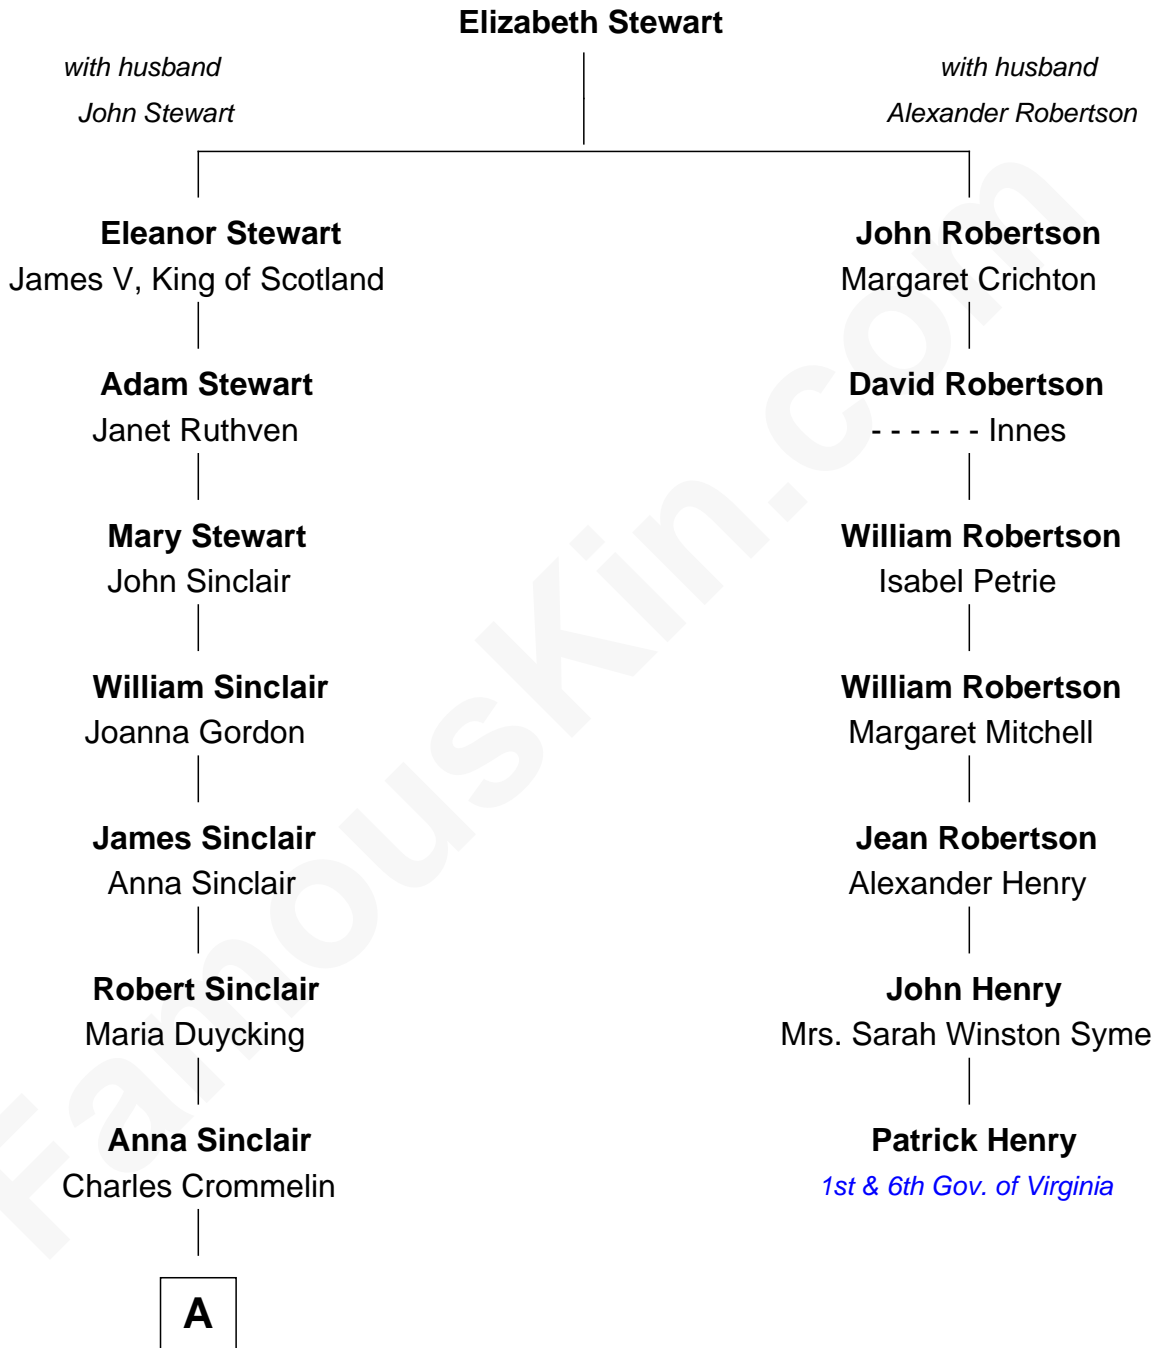 Elizabeth Stewart
with husband
John Stewart
with husband
Alexander Robertson
Eleanor Stewart
James V, King of Scotland
John Robertson
Margaret Crichton
Adam Stewart
Janet Ruthven
David Robertson
- - - - - - Innes
Mary Stewart
John Sinclair
William Robertson
Isabel Petrie
William Sinclair
Joanna Gordon
William Robertson
Margaret Mitchell
James Sinclair
Anna Sinclair
Jean Robertson
Alexander Henry
Robert Sinclair
Maria Duycking
John Henry
Mrs. Sarah Winston Syme
Anna Sinclair
Charles Crommelin
Patrick Henry
1st & 6th Gov. of Virginia
A
FamousKin.com